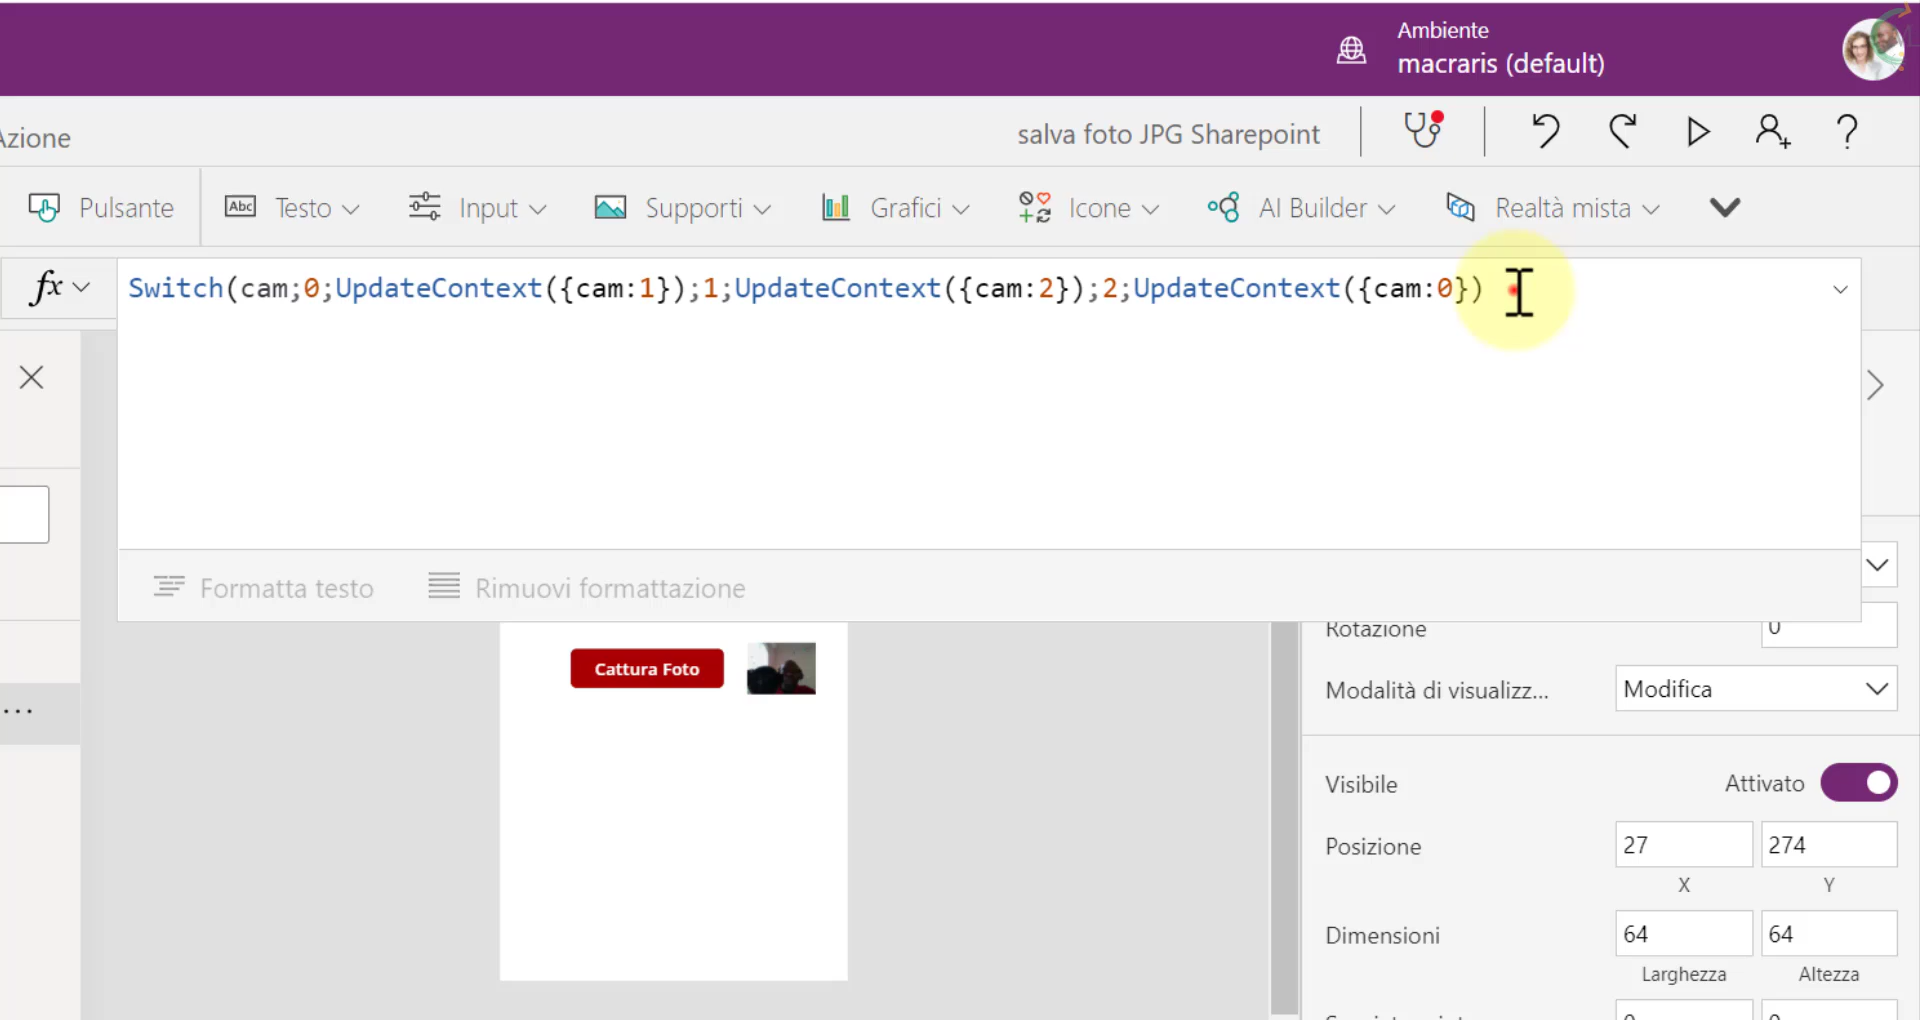 Ambiente
macraris (default)
Azione
salva foto JPG Sharepoint
Pulsante
Abc Testo
Input
Supporti
Grafici
Icone
AI Builder
Realtà mista
fx
Switch(cam;0;UpdateContext({cam:1});1;UpdateContext({cam:2});2;UpdateContext({cam:0})
Formatta testo
Rimuovi formattazione
Cattura Foto
Rotazione
0
Modalità di visualizz...
Modifica
Visibile
Attivato
Posizione
27
274
X
Y
Dimensioni
64
64
Larghezza
Altezza